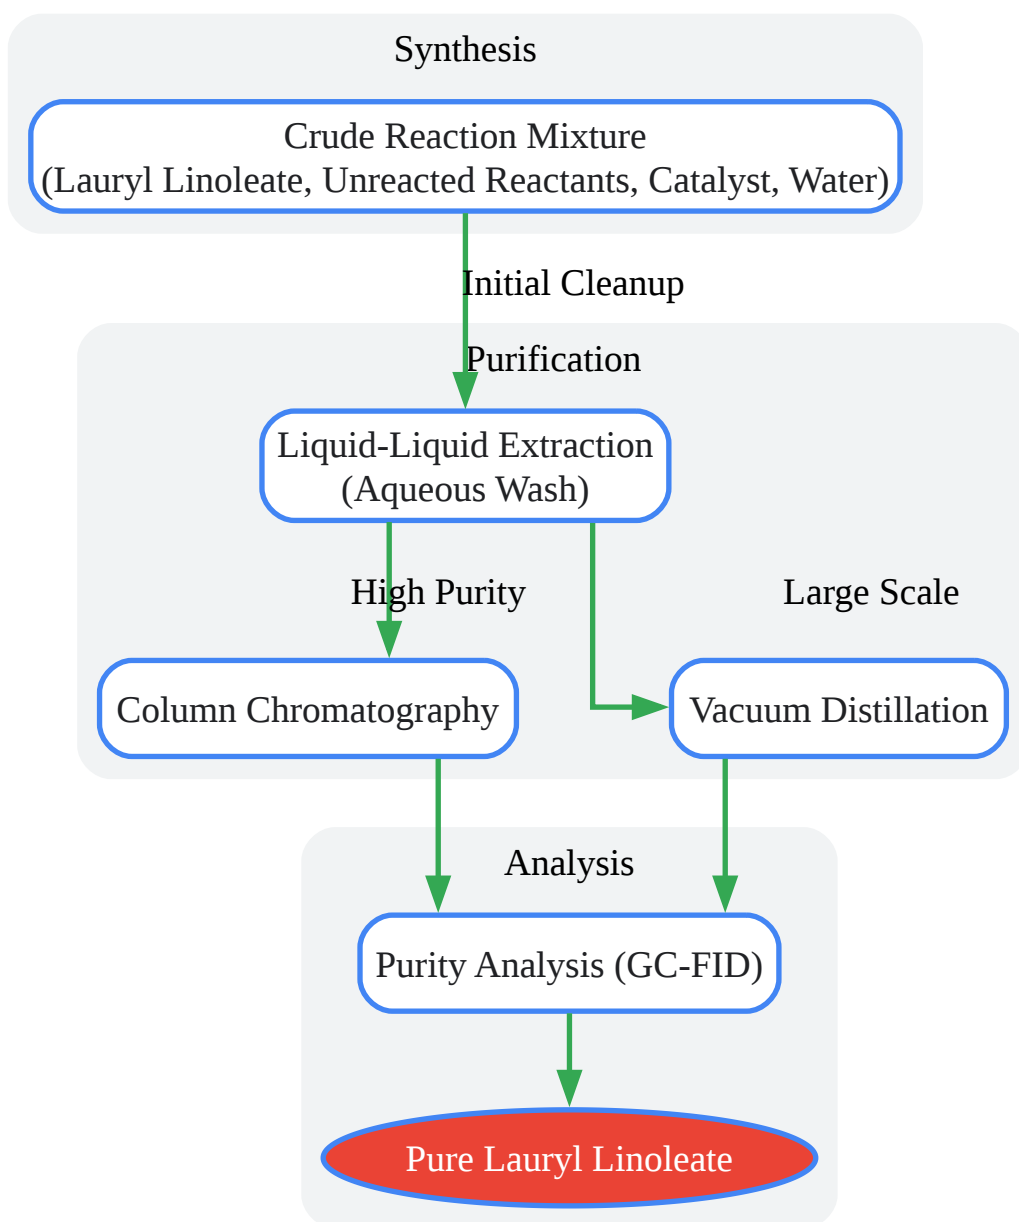 Synthesis
Crude Reaction Mixture
(Lauryl Linoleate, Unreacted Reactants, Catalyst, Water)
Initial Cleanup
Purification
Liquid-Liquid Extraction
(Aqueous Wash)
High Purity
Large Scale
Column Chromatography
Vacuum Distillation
Analysis
Purity Analysis (GC-FID)
Pure Lauryl Linoleate